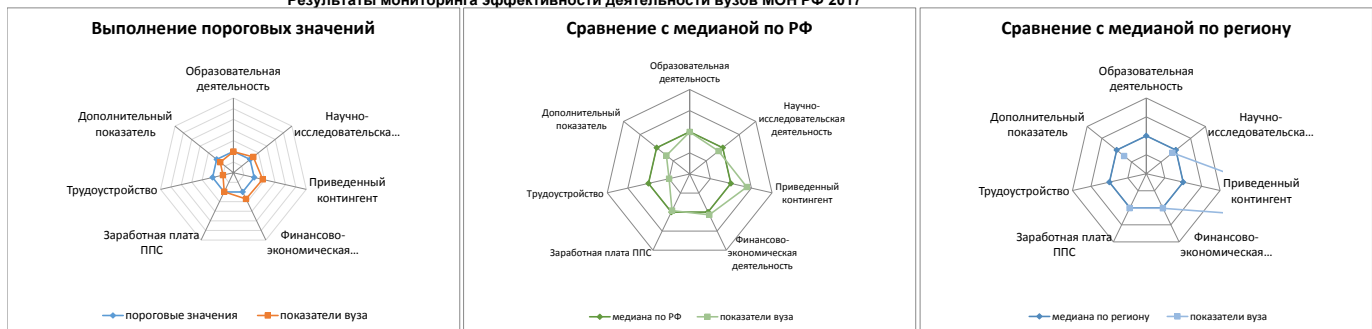 Результаты мониторинга эффективности деятельности вузов МОН РФ 2017
Выполнение пороговых значений
Образовательная
деятельность
Научно-
исследовательска...
Приведенный
контингент
Финансово-
экономическая...
Заработная плата
ППС
Трудоустройство
Дополнительный
показатель
пороговые значения
показатели вуза
Сравнение с медианой по РФ
Образовательная
деятельность
Научно-
исследовательская
деятельность
Приведенный
контингент
Финансово-
экономическая
деятельность
Заработная плата ППС
Трудоустройство
Дополнительный
показатель
медиана по РФ
показатели вуза
Сравнение с медианой по региону
Образовательная
деятельность
Научно-
исследовательска...
Приведенный
контингент
Финансово-
экономическая...
Заработная плата
ППС
Трудоустройство
Дополнительный
показатель
медиана по региону
показатели вуза